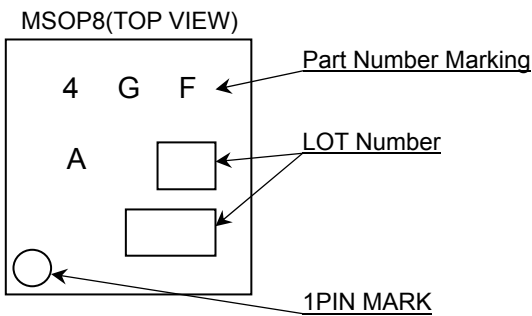 MSOP8(TOP VIEW)
4 G F
Part Number Marking
A
LOT Number
1PIN MARK